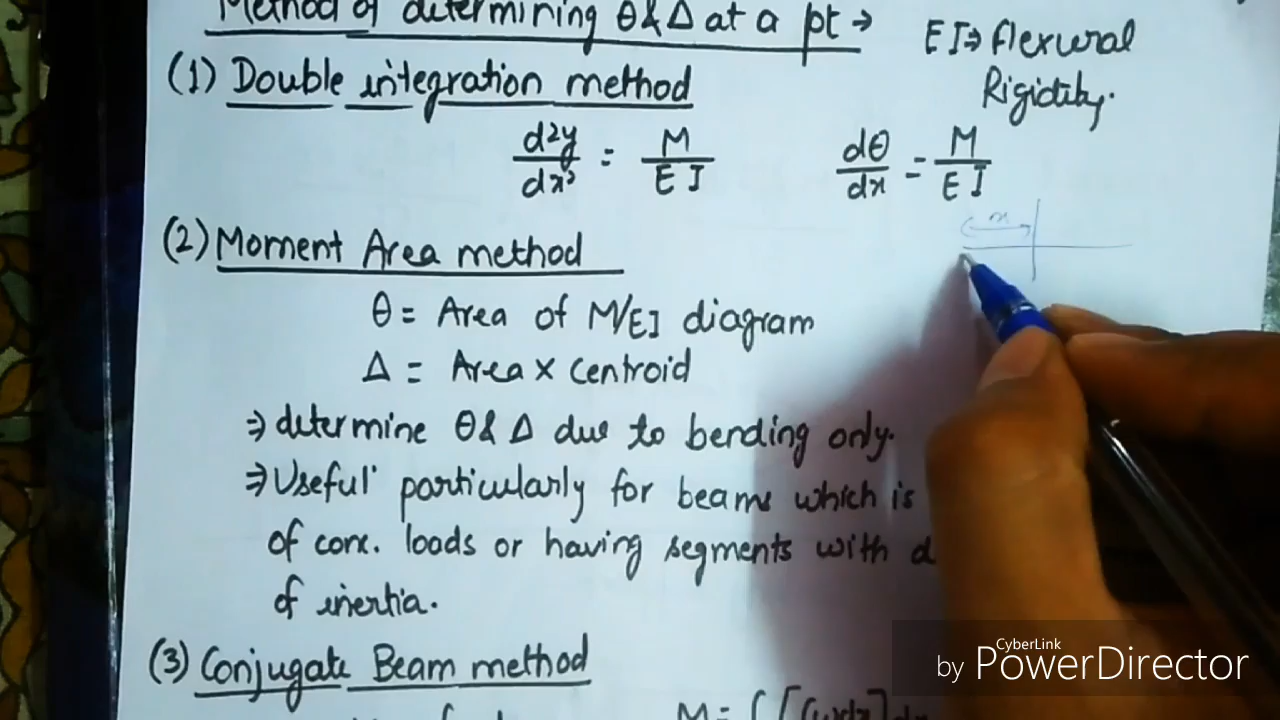 Method of determining θ & Δ at a pt →
EI ⇒ flexural
Rigidity.
(1) Double integration method
d²y/dx² = M/EI
dθ/dx = M/EI
x
(2) Moment Area method
θ = Area of M/EI diagram
Δ = Area × centroid
⇒ determine θ & Δ due to bending only.
⇒ Useful particularly for beams which is
of conc. loads or having segments with d
of inertia.
(3) Conjugate Beam method
M = ∫ [∫ω dx] dx
CyberLink
by PowerDirector